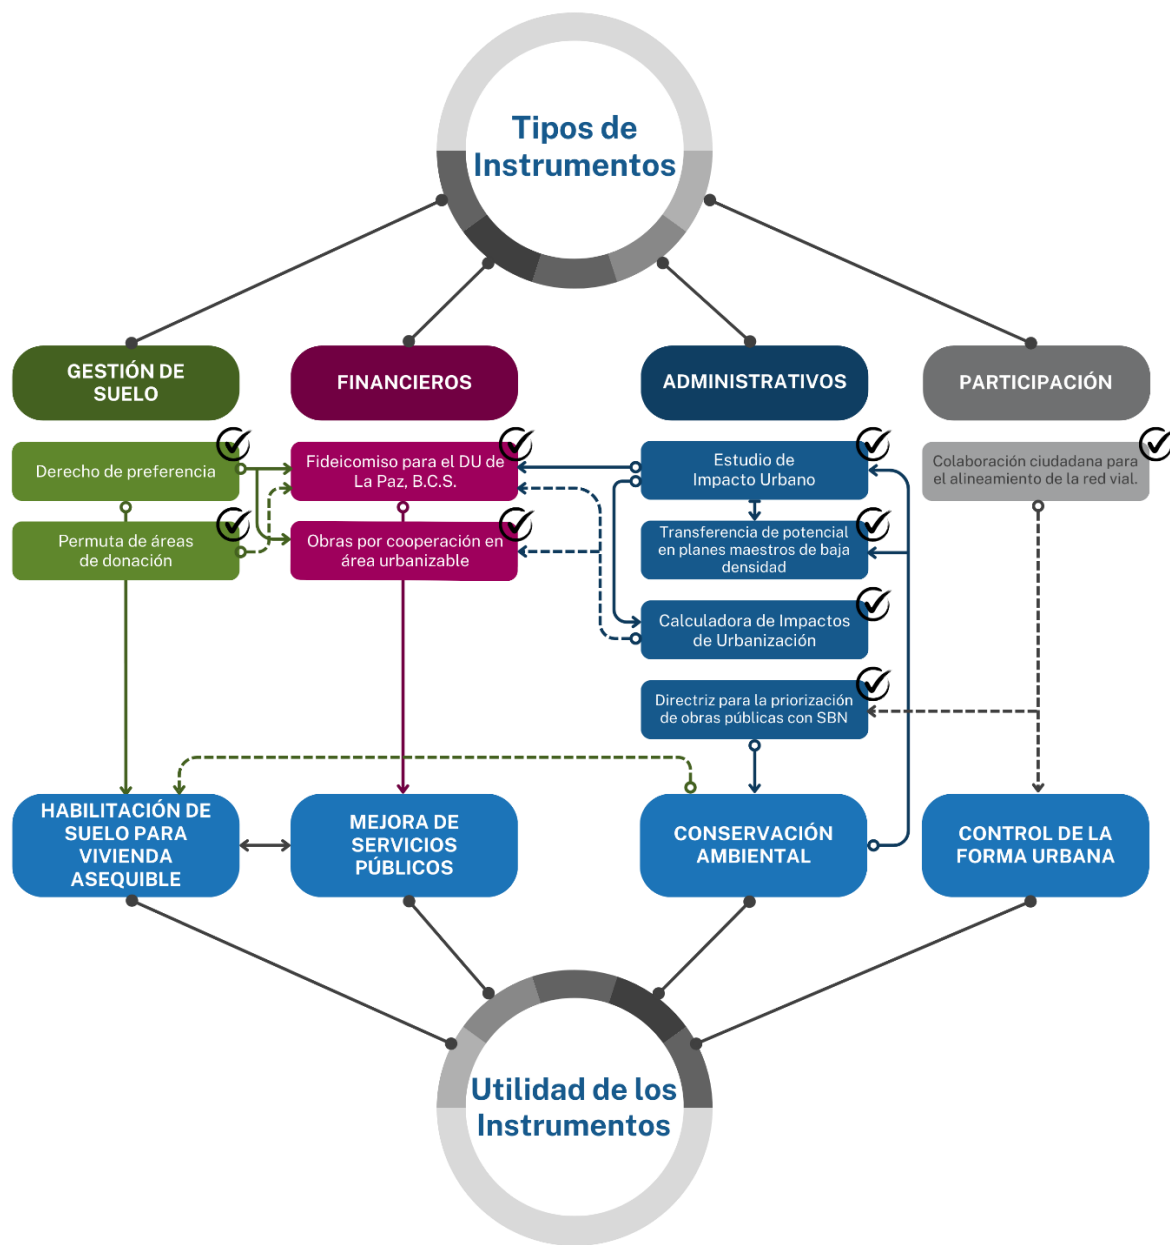 Tipos de
Instrumentos
GESTIÓN DE
SUELO
FINANCIEROS
ADMINISTRATIVOS
PARTICIPACIÓN
Derecho de preferencia
Fideicomiso para el DU de
La Paz, B.C.S.
Estudio de
Impacto Urbano
Colaboración ciudadana para
el alineamiento de la red vial.
Permuta de áreas
de donación
Obras por cooperación en
área urbanizable
Transferencia de potencial
en planes maestros de baja
densidad
Calculadora de Impactos
de Urbanización
Directriz para la priorización
de obras públicas con SBN
HABILITACIÓN DE
SUELO PARA
VIVIENDA
ASEQUIBLE
MEJORA DE
SERVICIOS
PÚBLICOS
CONSERVACIÓN
AMBIENTAL
CONTROL DE LA
FORMA URBANA
Utilidad de los
Instrumentos